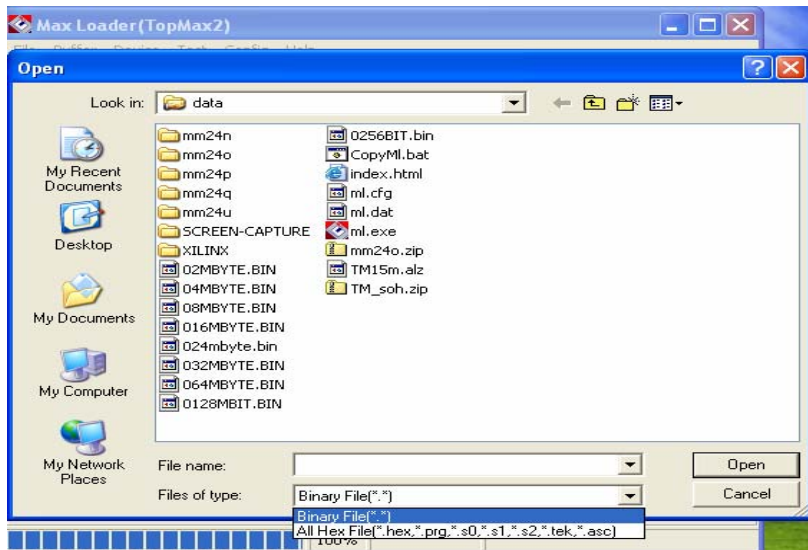 Max Loader(TopMax2)
Open
Look in:
data
My Recent
Documents
Desktop
My Documents
My Computer
My Network
Places
mm24n
mm24o
mm24p
mm24q
mm24u
SCREEN-CAPTURE
XILINX
02MBYTE.BIN
04MBYTE.BIN
08MBYTE.BIN
016MBYTE.BIN
024mbyte.bin
032MBYTE.BIN
064MBYTE.BIN
0128MBIT.BIN
0256BIT.bin
CopyMl.bat
index.html
ml.cfg
ml.dat
ml.exe
mm24o.zip
TM15m.alz
TM_soh.zip
File name:
Open
Files of type:
Binary File(*.*)
Cancel
Binary File(*.*)
All Hex File(*.hex,*.prg,*.s0,*.s1,*.s2,*.tek,*.asc)
100%